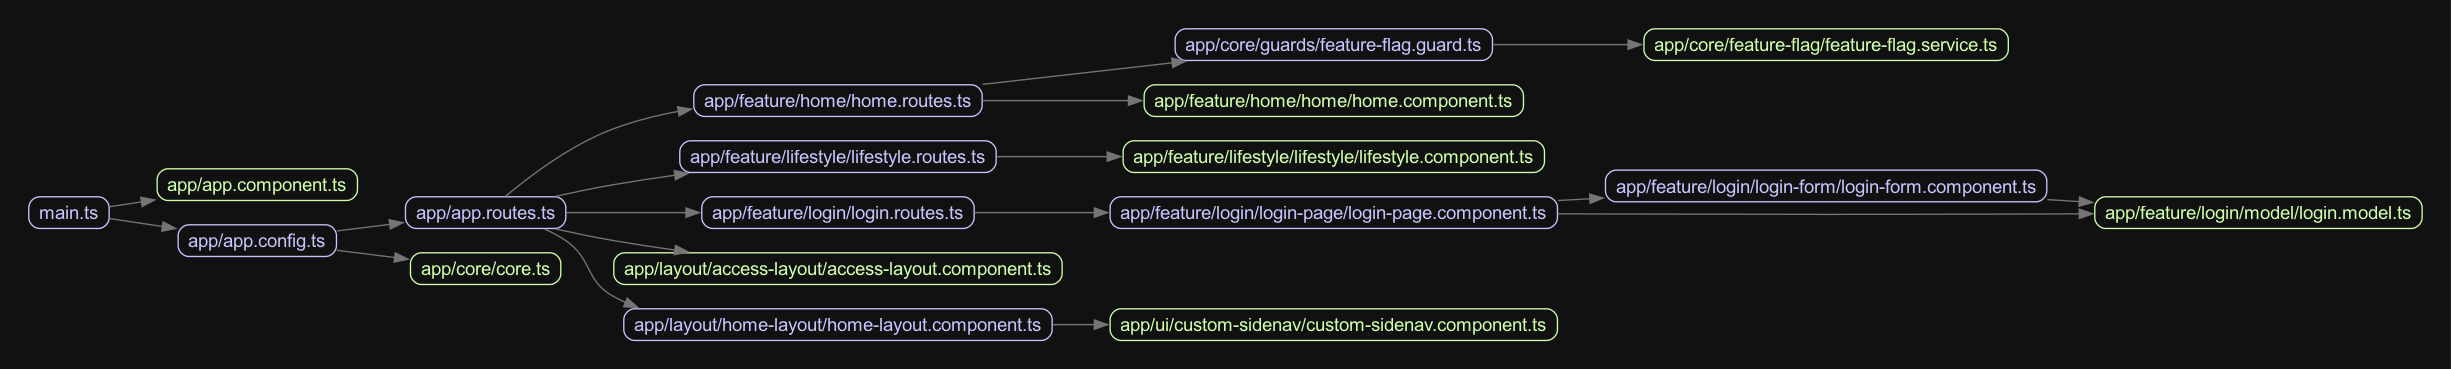 app/core/guards/feature-flag.guard.ts
app/core/feature-flag/feature-flag.service.ts
app/feature/home/home.routes.ts
app/feature/home/home/home.component.ts
app/feature/lifestyle/lifestyle.routes.ts
app/feature/lifestyle/lifestyle/lifestyle.component.ts
app/app.component.ts
app/feature/login/login-form/login-form.component.ts
main.ts
app/app.routes.ts
app/feature/login/login.routes.ts
app/feature/login/login-page/login-page.component.ts
app/feature/login/model/login.model.ts
app/app.config.ts
app/core/core.ts
app/layout/access-layout/access-layout.component.ts
app/layout/home-layout/home-layout.component.ts
app/ui/custom-sidenav/custom-sidenav.component.ts